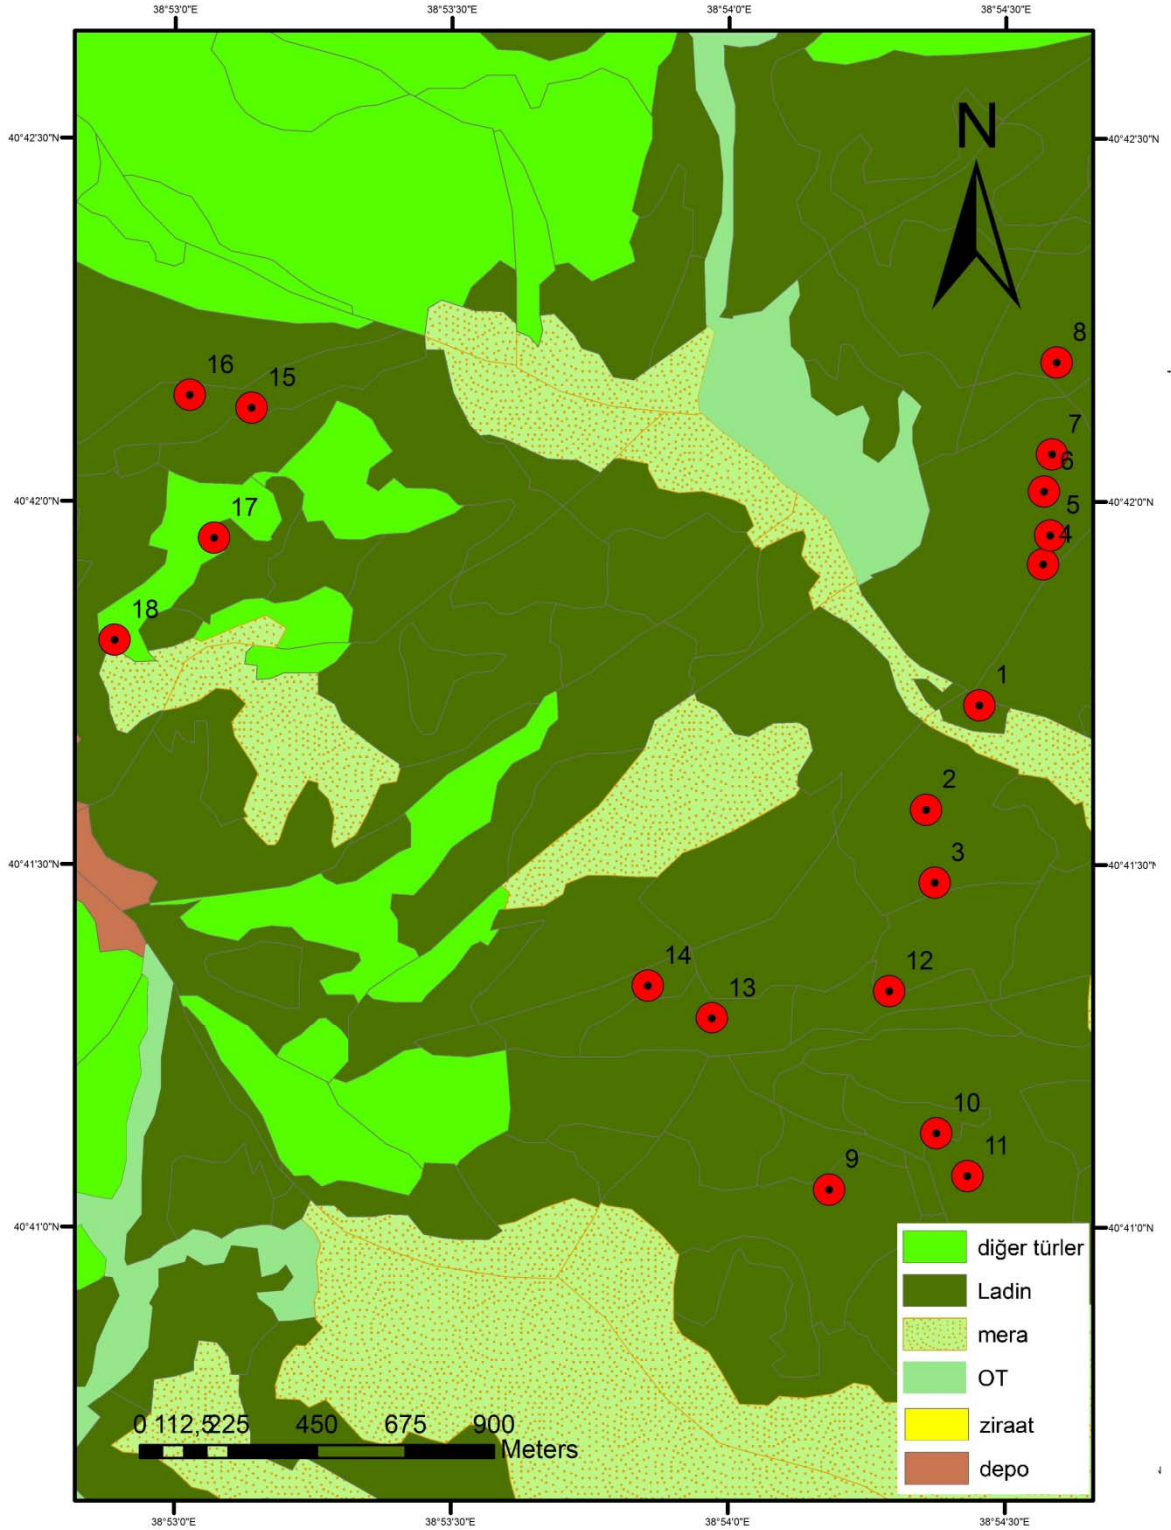 38°53'0"E 38°53'30"E 38°54'0"E 38°54'30"E
40°42'30"N 40°42'30"N
N
8
16 15
7
6
40°42'0"N 40°42'0"N
5
17
4
18
1
2
40°41'30"N 40°41'30"N
3
14 12
13
10
11
9
40°41'0"N 40°41'0"N
diğer türler
Ladin
mera
OT
ziraat
depo
0 112,5 225 450 675 900
Meters
38°53'0"E 38°53'30"E 38°54'0"E 38°54'30"E